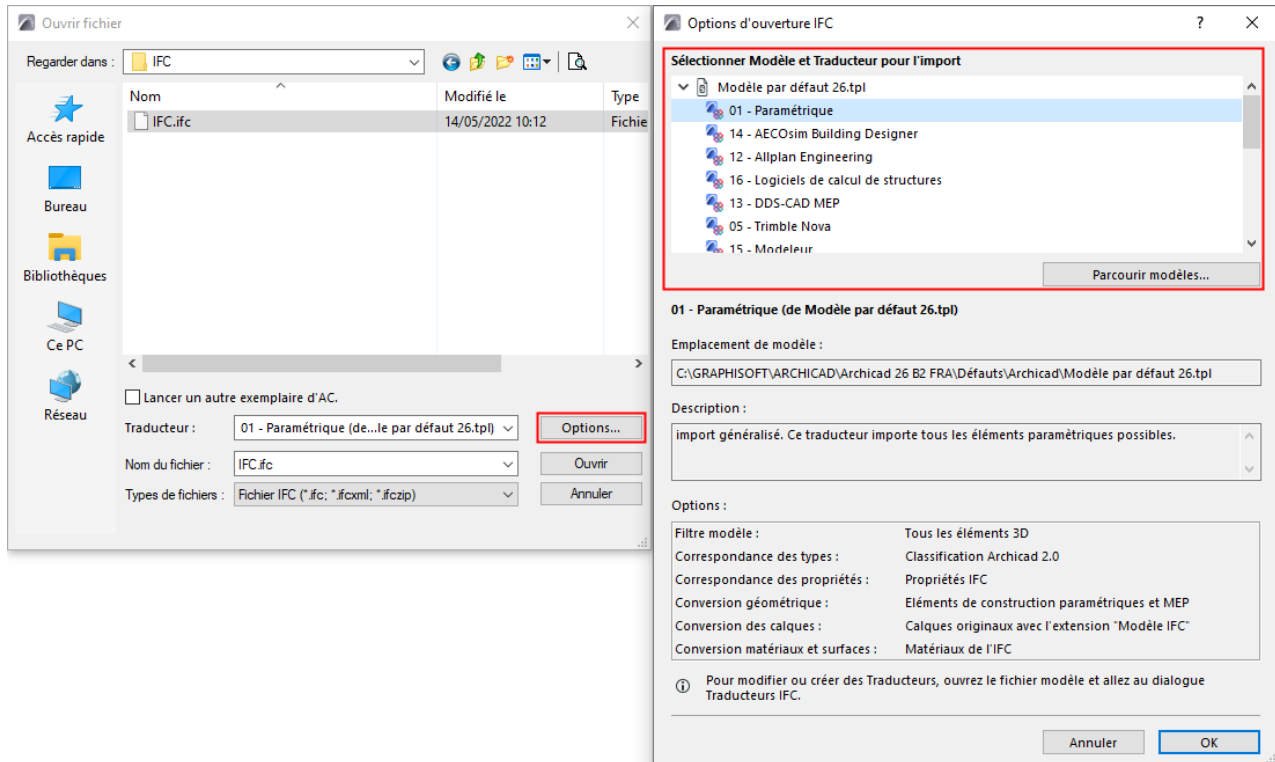 Ouvrir fichier
Regarder dans :
IFC
Nom
Modifié le
Type
IFC.ifc
14/05/2022 10:12
Fichie
Accès rapide
Bureau
Bibliothèques
Ce PC
Réseau
Lancer un autre exemplaire d'AC.
Traducteur :
01 - Paramétrique (de...le par défaut 26.tpl)
Options...
Nom du fichier :
IFC.ifc
Ouvrir
Types de fichiers :
Fichier IFC (*.ifc; *.ifcxml; *.ifczip)
Annuler
Options d'ouverture IFC
?
Sélectionner Modèle et Traducteur pour l'import
Modèle par défaut 26.tpl
01 - Paramétrique
14 - AECOsim Building Designer
12 - Allplan Engineering
16 - Logiciels de calcul de structures
13 - DDS-CAD MEP
05 - Trimble Nova
15 - Modeleur
Parcourir modèles...
01 - Paramétrique (de Modèle par défaut 26.tpl)
Emplacement de modèle :
C:\GRAPHISOFT\ARCHICAD\Archicad 26 B2 FRA\Défauts\Archicad\Modèle par défaut 26.tpl
Description :
import généralisé. Ce traducteur importe tous les éléments paramètriques possibles.
Options :
Filtre modèle : Tous les éléments 3D
Correspondance des types : Classification Archicad 2.0
Correspondance des propriétés : Propriétés IFC
Conversion géométrique : Eléments de construction paramétriques et MEP
Conversion des calques : Calques originaux avec l'extension "Modèle IFC"
Conversion matériaux et surfaces : Matériaux de l'IFC
Pour modifier ou créer des Traducteurs, ouvrez le fichier modèle et allez au dialogue
Traducteurs IFC.
Annuler
OK